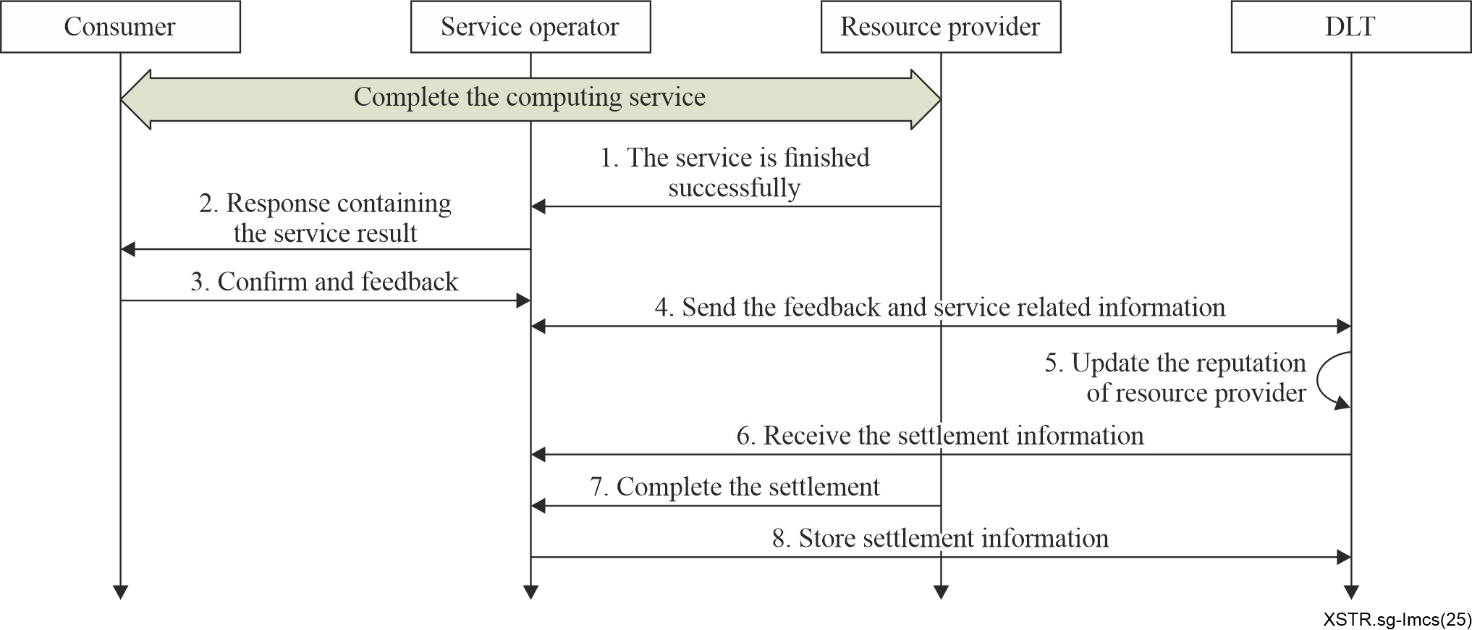 Consumer
Service operator
Resource provider
DLT
Complete the computing service
1. The service is finished
successfully
2. Response containing
the service result
3. Confirm and feedback
4. Send the feedback and service related information
5. Update the reputation
of resource provider
6. Receive the settlement information
7. Complete the settlement
8. Store settlement information
XSTR.sg-lmcs(25)